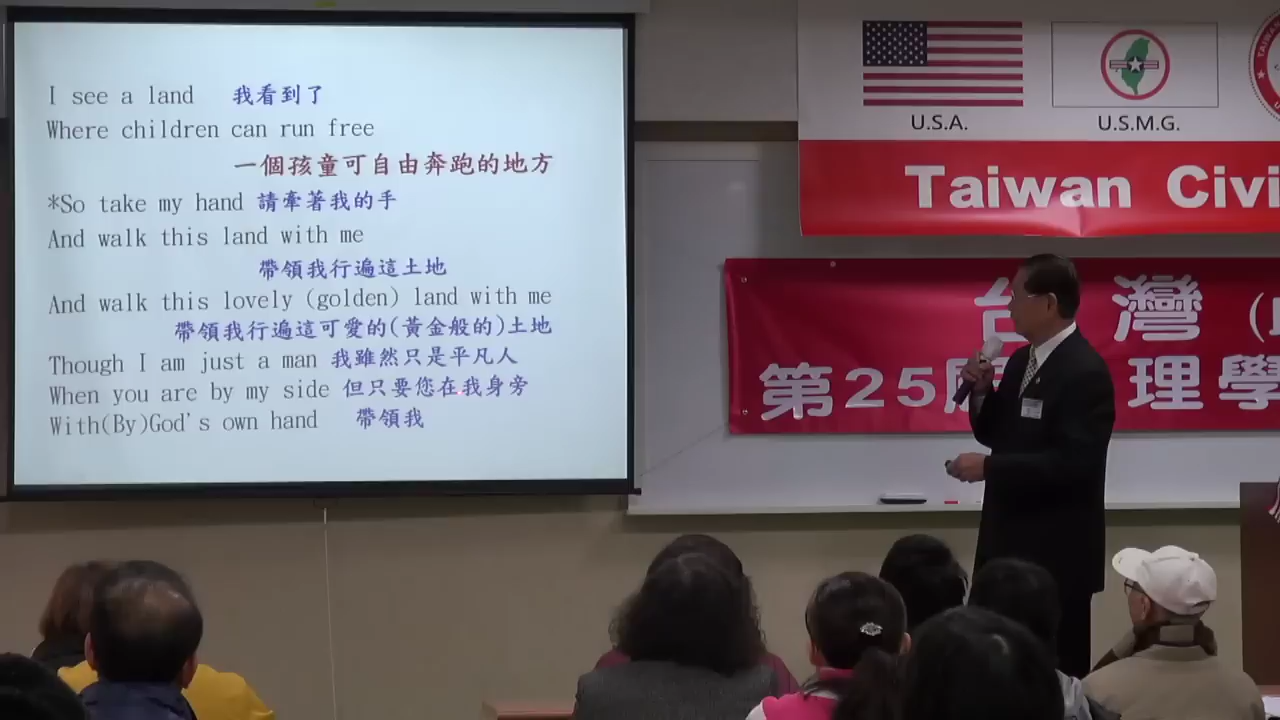 I see a land 我看到了
Where children can run free
一個孩童可自由奔跑的地方
*So take my hand 請牽著我的手
And walk this land with me
帶領我行遍這土地
And walk this lovely (golden) land with me
帶領我行遍這可愛的(黃金般的)土地
Though I am just a man 我雖然只是平凡人
When you are by my side 但只要您在我身旁
With(By)God's own hand 帶領我
U.S.A.
U.S.M.G.
Taiwan Civi
台灣
第25屆 理學